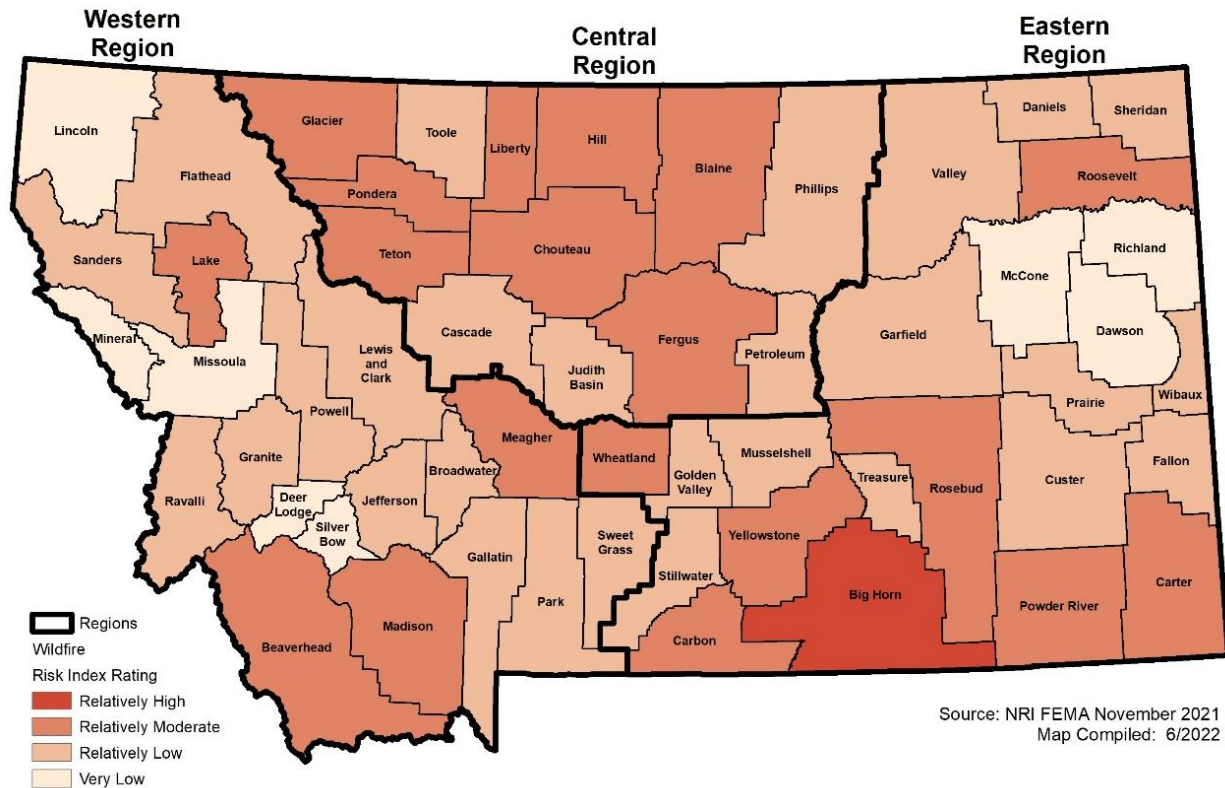 Western
Region
Central
Region
Eastern
Region
Lincoln
Flathead
Glacier
Toole
Liberty
Hill
Blaine
Phillips
Valley
Daniels
Sheridan
Roosevelt
Pondera
Teton
Chouteau
Sanders
Lake
McCone
Richland
Dawson
Mineral
Missoula
Lewis
and
Clark
Cascade
Judith
Basin
Fergus
Petroleum
Garfield
Prairie
Wibaux
Powell
Granite
Ravalli
Deer
Lodge
Silver
Bow
Jefferson
Broadwater
Meagher
Wheatland
Golden
Valley
Musselshell
Treasure
Rosebud
Custer
Fallon
Gallatin
Park
Sweet
Grass
Stillwater
Yellowstone
Big Horn
Carbon
Powder River
Carter
Beaverhead
Madison
Regions
Wildfire
Risk Index Rating
Relatively High
Relatively Moderate
Relatively Low
Very Low
Source: NRI FEMA November 2021
Map Compiled: 6/2022